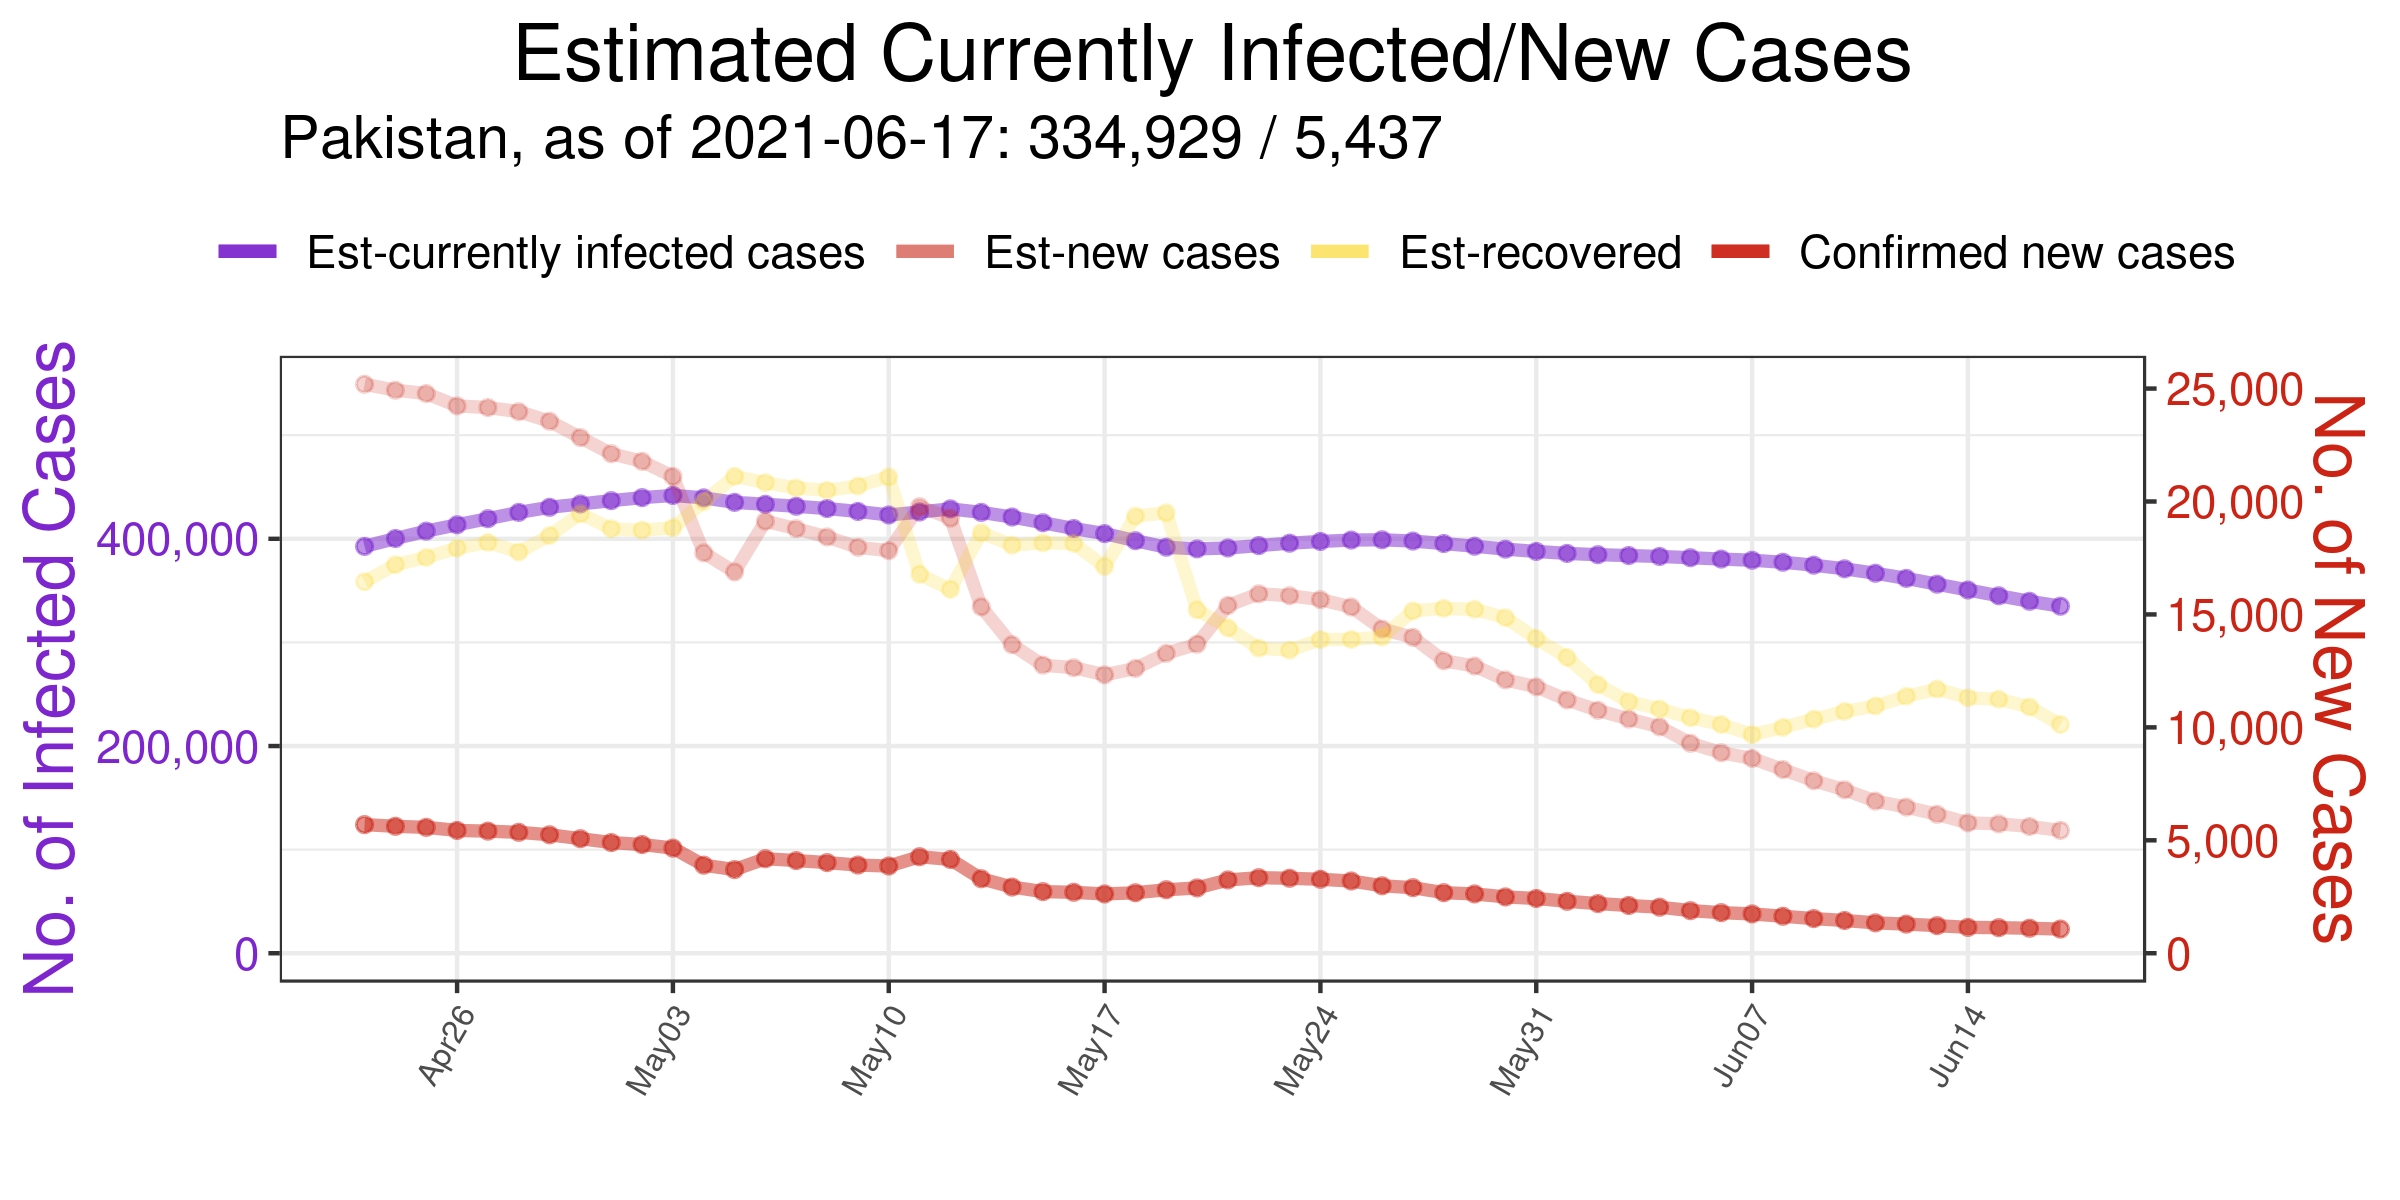 Estimated Currently Infected/New Cases
Pakistan, as of 2021-06-17: 334,929 / 5,437
Est-currently infected cases Est-new cases Est-recovered Confirmed new cases
No. of Infected Cases
400,000
200,000
0
25,000
20,000
15,000
10,000
5,000
0
No. of New Cases
Apr26 May03 May10 May17 May24 May31 Jun07 Jun14